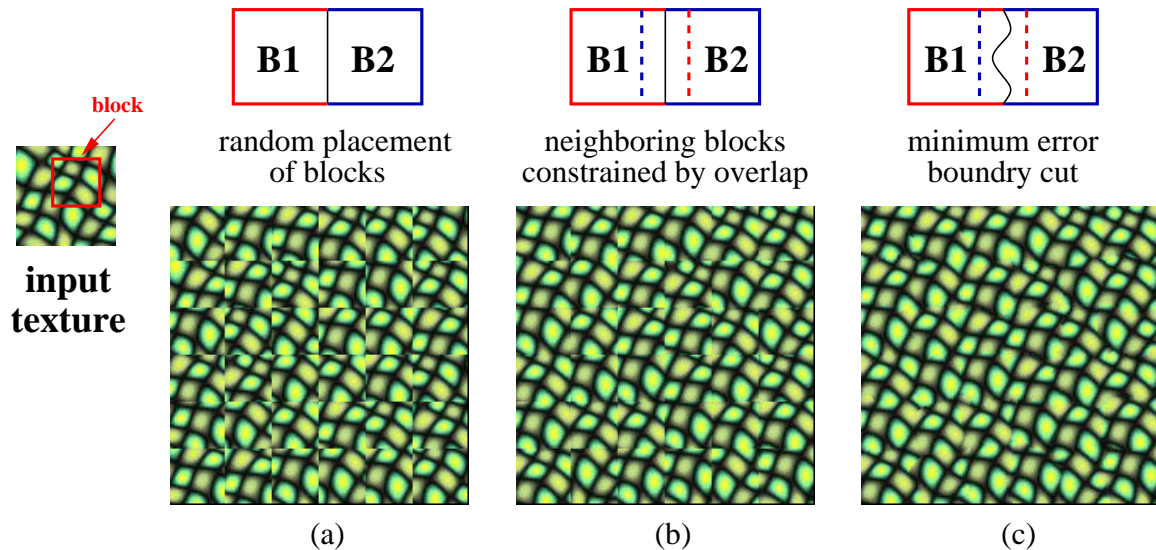 B1 B2
B1 B2
B1 B2
block
random placement
of blocks
neighboring blocks
constrained by overlap
minimum error
boundry cut
input
texture
(a)
(b)
(c)